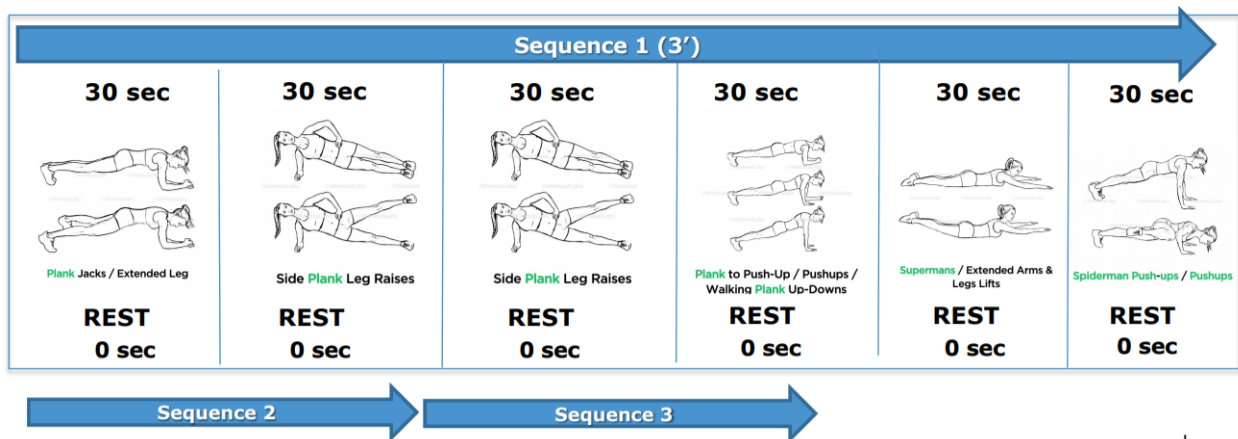 Sequence 1 (3’)
30 sec
30 sec
30 sec
30 sec
30 sec
30 sec
Plank Jacks / Extended Leg
Side Plank Leg Raises
Side Plank Leg Raises
Plank to Push-Up / Pushups /
Walking Plank Up-Downs
Supermans / Extended Arms &
Legs Lifts
Spiderman Push-ups / Pushups
REST
0 sec
REST
0 sec
REST
0 sec
REST
0 sec
REST
0 sec
REST
0 sec
Sequence 2
Sequence 3